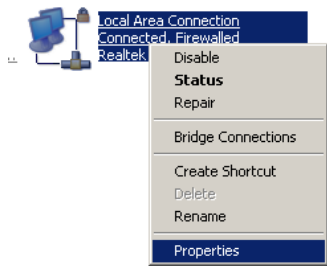 Local Area Connection
Connected, Firewalled
Realtek
Disable
Status
Repair
Bridge Connections
Create Shortcut
Delete
Rename
Properties